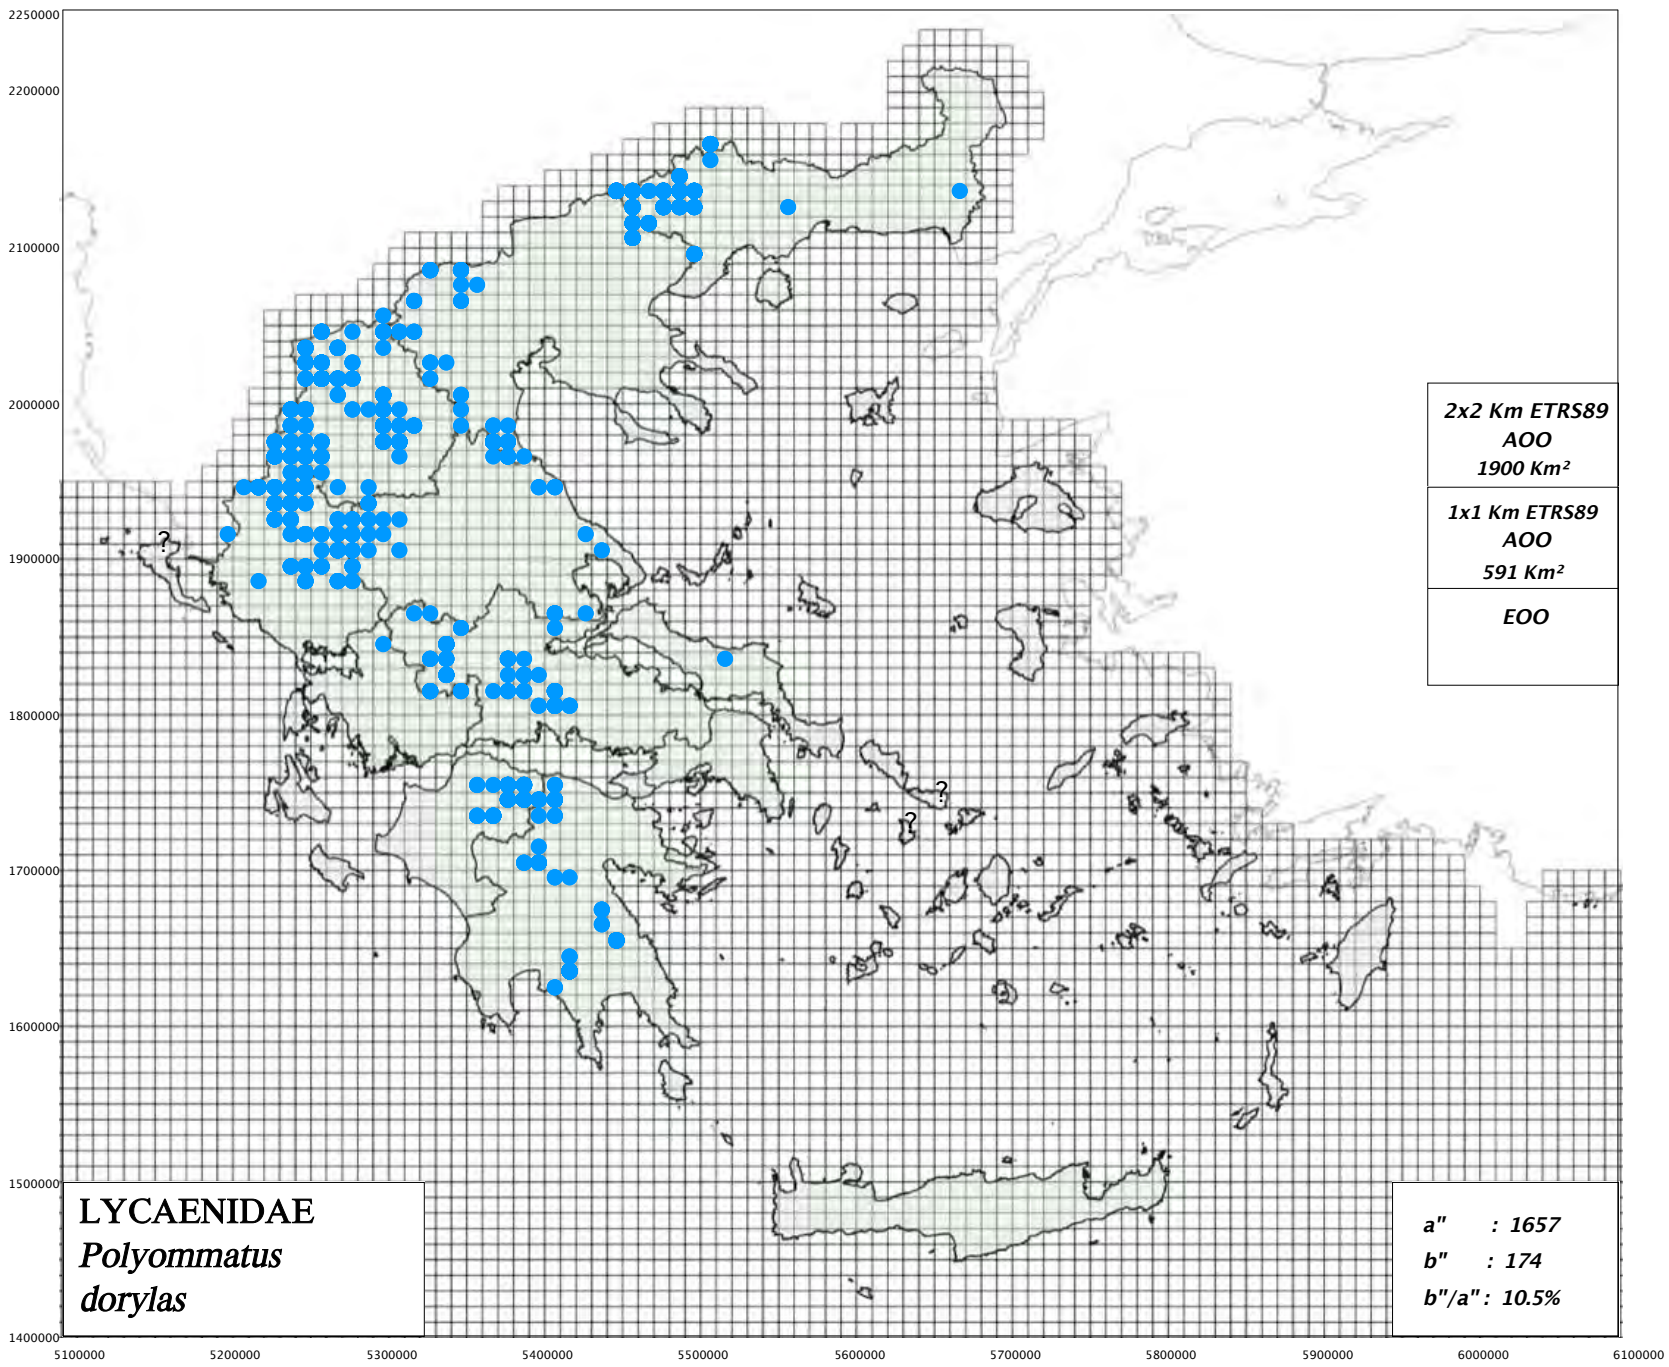 2250000
2200000
2100000
2000000
1900000
1800000
1700000
1600000
1500000
1400000
5100000 5200000 5300000 5400000 5500000 5600000 5700000 5800000 5900000 6000000 6100000
?
?
?
2x2 Km ETRS89
AOO
1900 Km²
1x1 Km ETRS89
AOO
591 Km²
EOO
LYCAENIDAE
Polyommatus
dorylas
a" : 1657
b" : 174
b"/a" : 10.5%